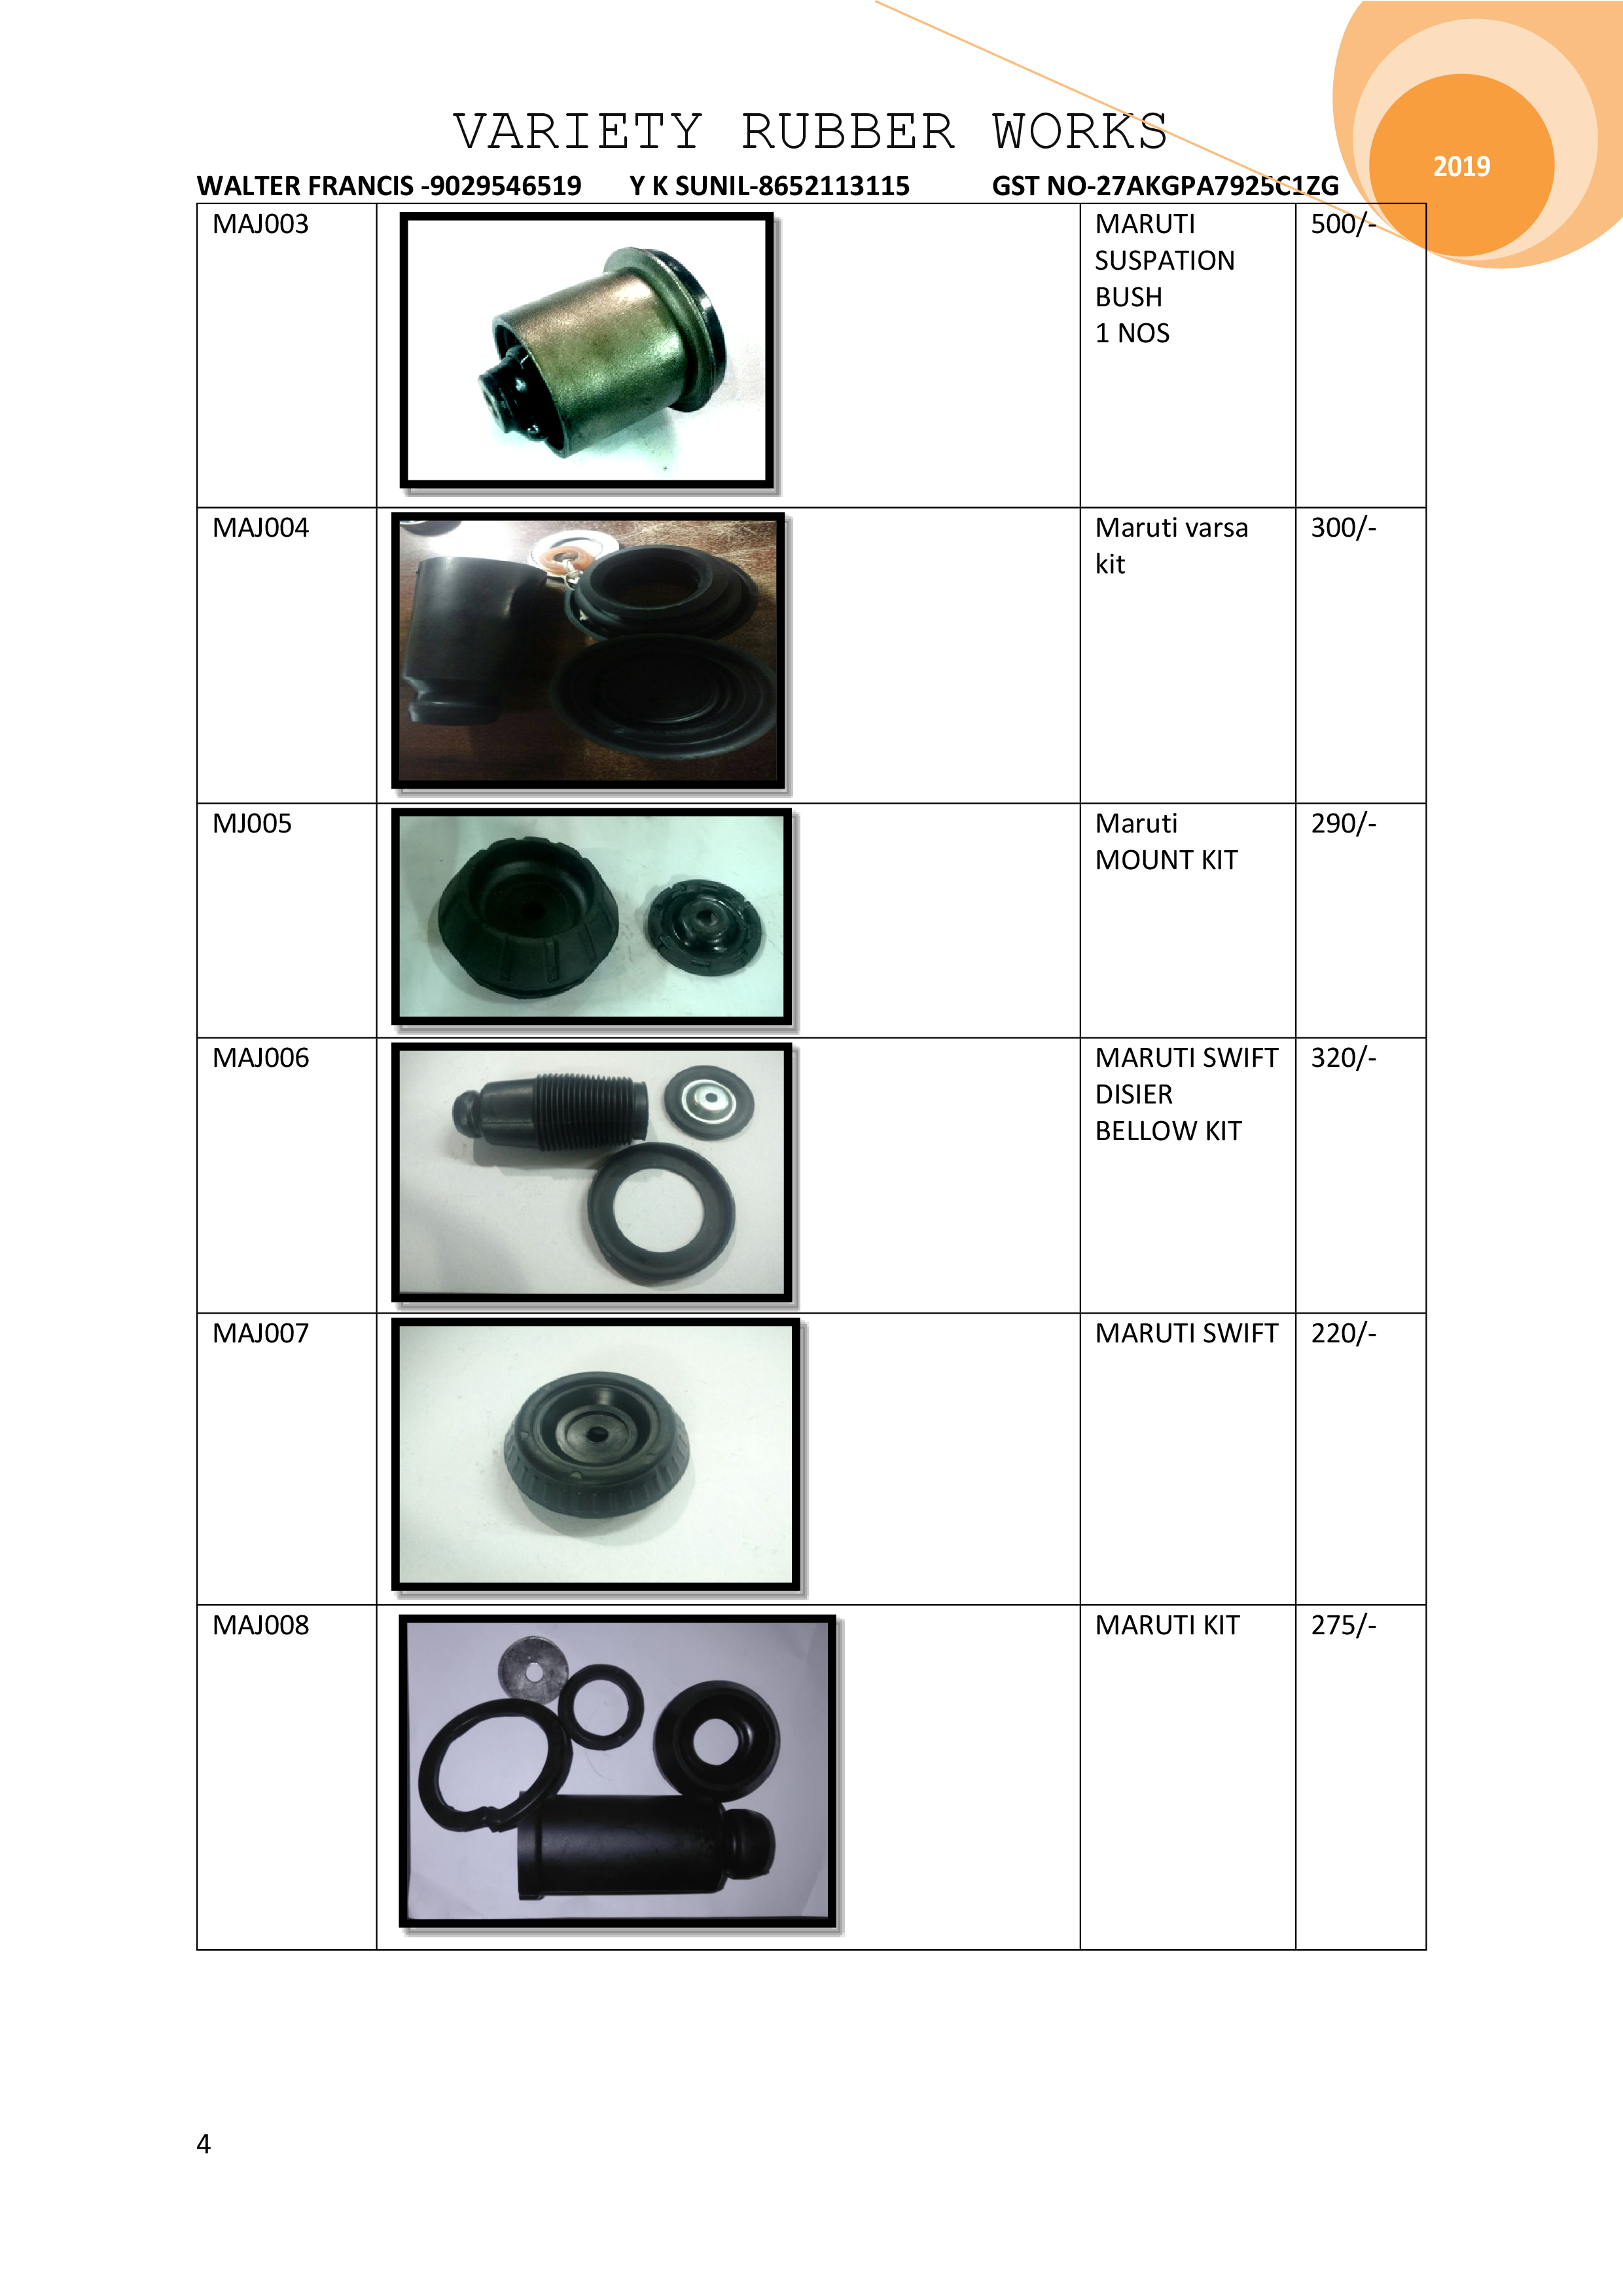 VARIETY RUBBER WORKS
2019
WALTER FRANCIS -9029546519 Y K SUNIL-8652113115 GST NO-27AKGPA7925C1ZG
MAJ003
MARUTI
SUSPATION
BUSH
1 NOS
500/-
MAJ004
Maruti varsa
kit
300/-
MJ005
Maruti
MOUNT KIT
290/-
MAJ006
MARUTI SWIFT
DISIER
BELLOW KIT
320/-
MAJ007
MARUTI SWIFT
220/-
MAJ008
MARUTI KIT
275/-
4